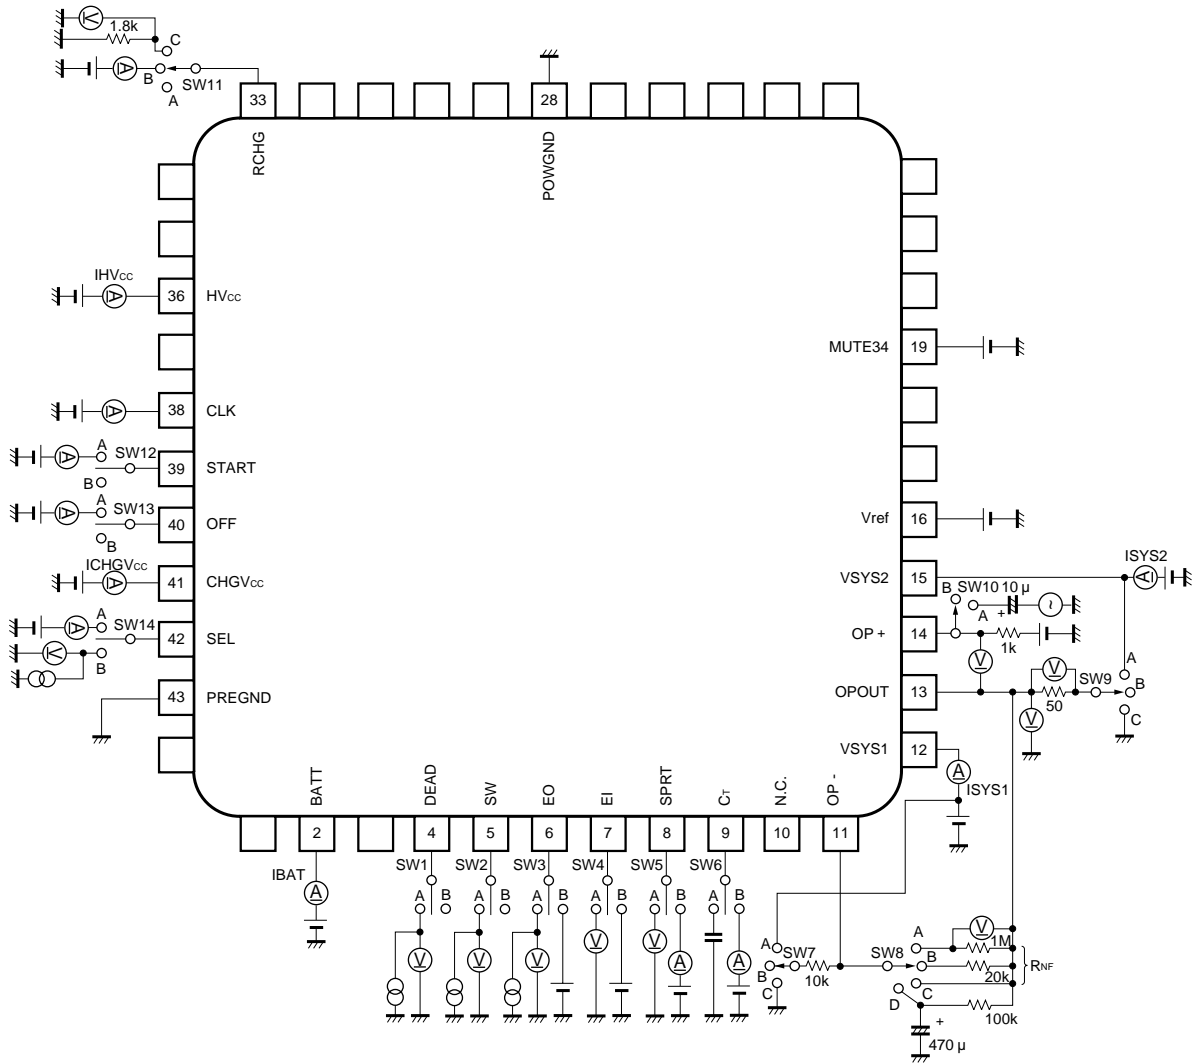 V
1.8k
C
A
B
SW11
A
33
28
RCHG
POWGND
IHVCC
A
36
HVCC
MUTE34
19
A
38
CLK
A
A
SW12
39
START
B
A
A
SW13
40
OFF
B
Vref
16
ICHGVCC
A
41
CHGVCC
VSYS2
15
ISYS2
A
B
SW10
10 μ
A
+
~
A
A
SW14
42
SEL
V
B
OP +
14
1k
V
43
PREGND
OPOUT
13
V
50
SW9
A
B
C
V
VSYS1
12
A
ISYS1
BATT
DEAD
SW
EO
EI
SPRT
CT
N.C.
OP -
2
4
5
6
7
8
9
10
11
IBAT
A
SW1
SW2
SW3
SW4
SW5
SW6
A
B
A
B
A
B
A
B
A
B
A
B
V
V
V
V
V
A
A
A
SW7
B
C
10k
SW8
A
V
1M
B
20k
RNF
C
D
100k
+
470 μ